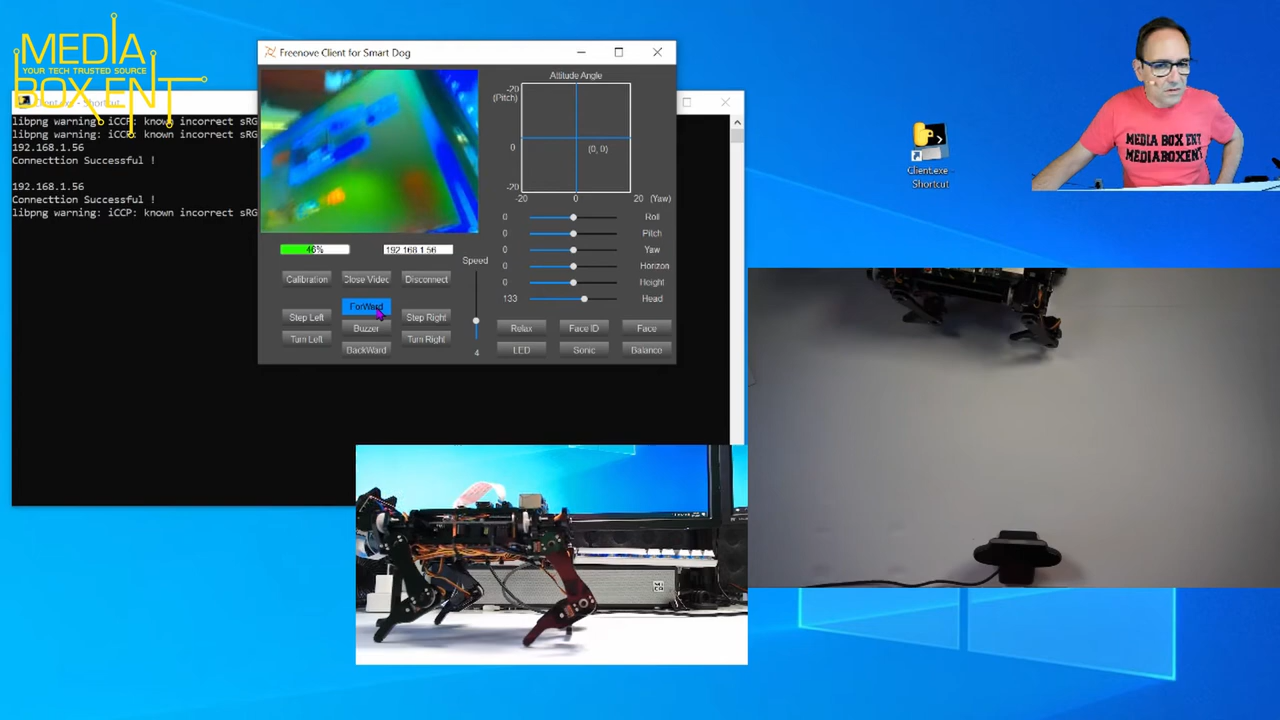 MEDIA
YOUR TECH TRUSTED SOURCE
BOX ENT
Client.exe - Shortcut
libpng warning: iCCP: known incorrect sRG
libpng warning: iCCP: known incorrect sRG
192.168.1.56
Connecttion Successful !
192.168.1.56
Connecttion Successful !
libpng warning: iCCP: known incorrect sRG
Freenove Client for Smart Dog
Attitude Angle
-20
(Pitch)
0
(0, 0)
-20
-20 0 20 (Yaw)
0 Roll
0 Pitch
0 Yaw
0 Horizon
0 Height
133 Head
46%
192.168.1.56
Speed
4
Calibration Close Video Disconnect
ForWard
Step Left Step Right
Buzzer
Turn Left Turn Right
BackWard
Relax Face ID Face
LED Sonic Balance
Client.exe -
Shortcut
MEDIA BOX ENT
MEDIABOXENT